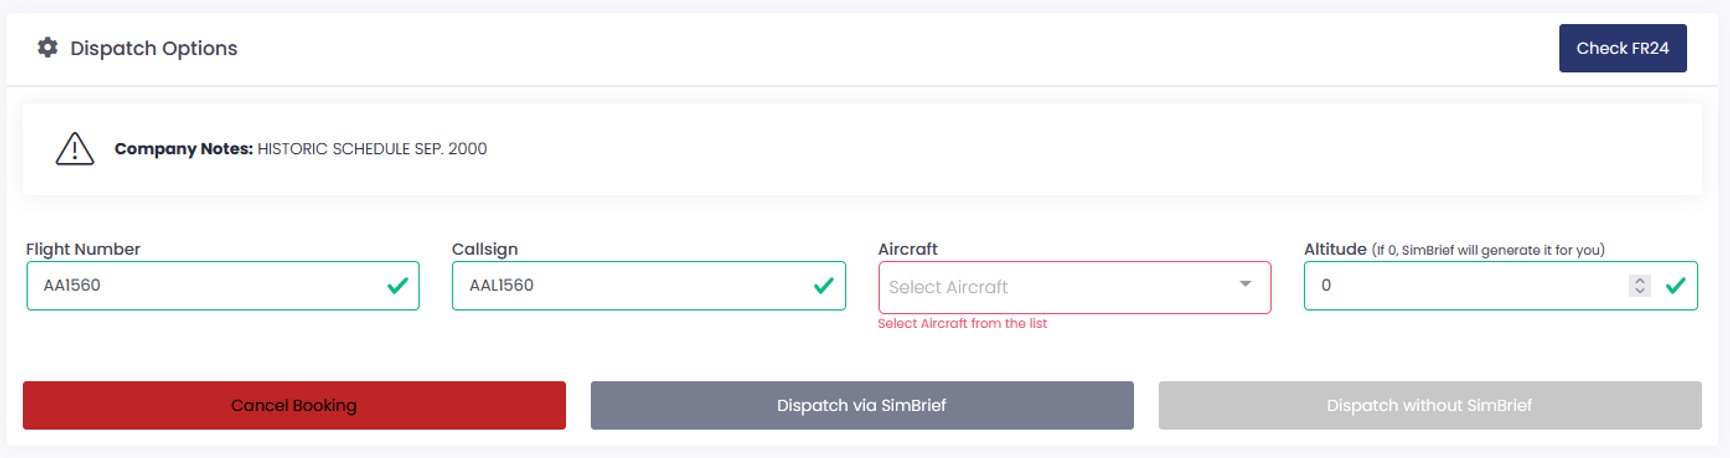 Dispatch Options
Check FR24
Company Notes: HISTORIC SCHEDULE SEP. 2000
Flight Number
Callsign
Aircraft
Altitude (If 0, SimBrief will generate it for you)
AA1560
AAL1560
Select Aircraft
0
Select Aircraft from the list
Cancel Booking
Dispatch via SimBrief
Dispatch without SimBrief